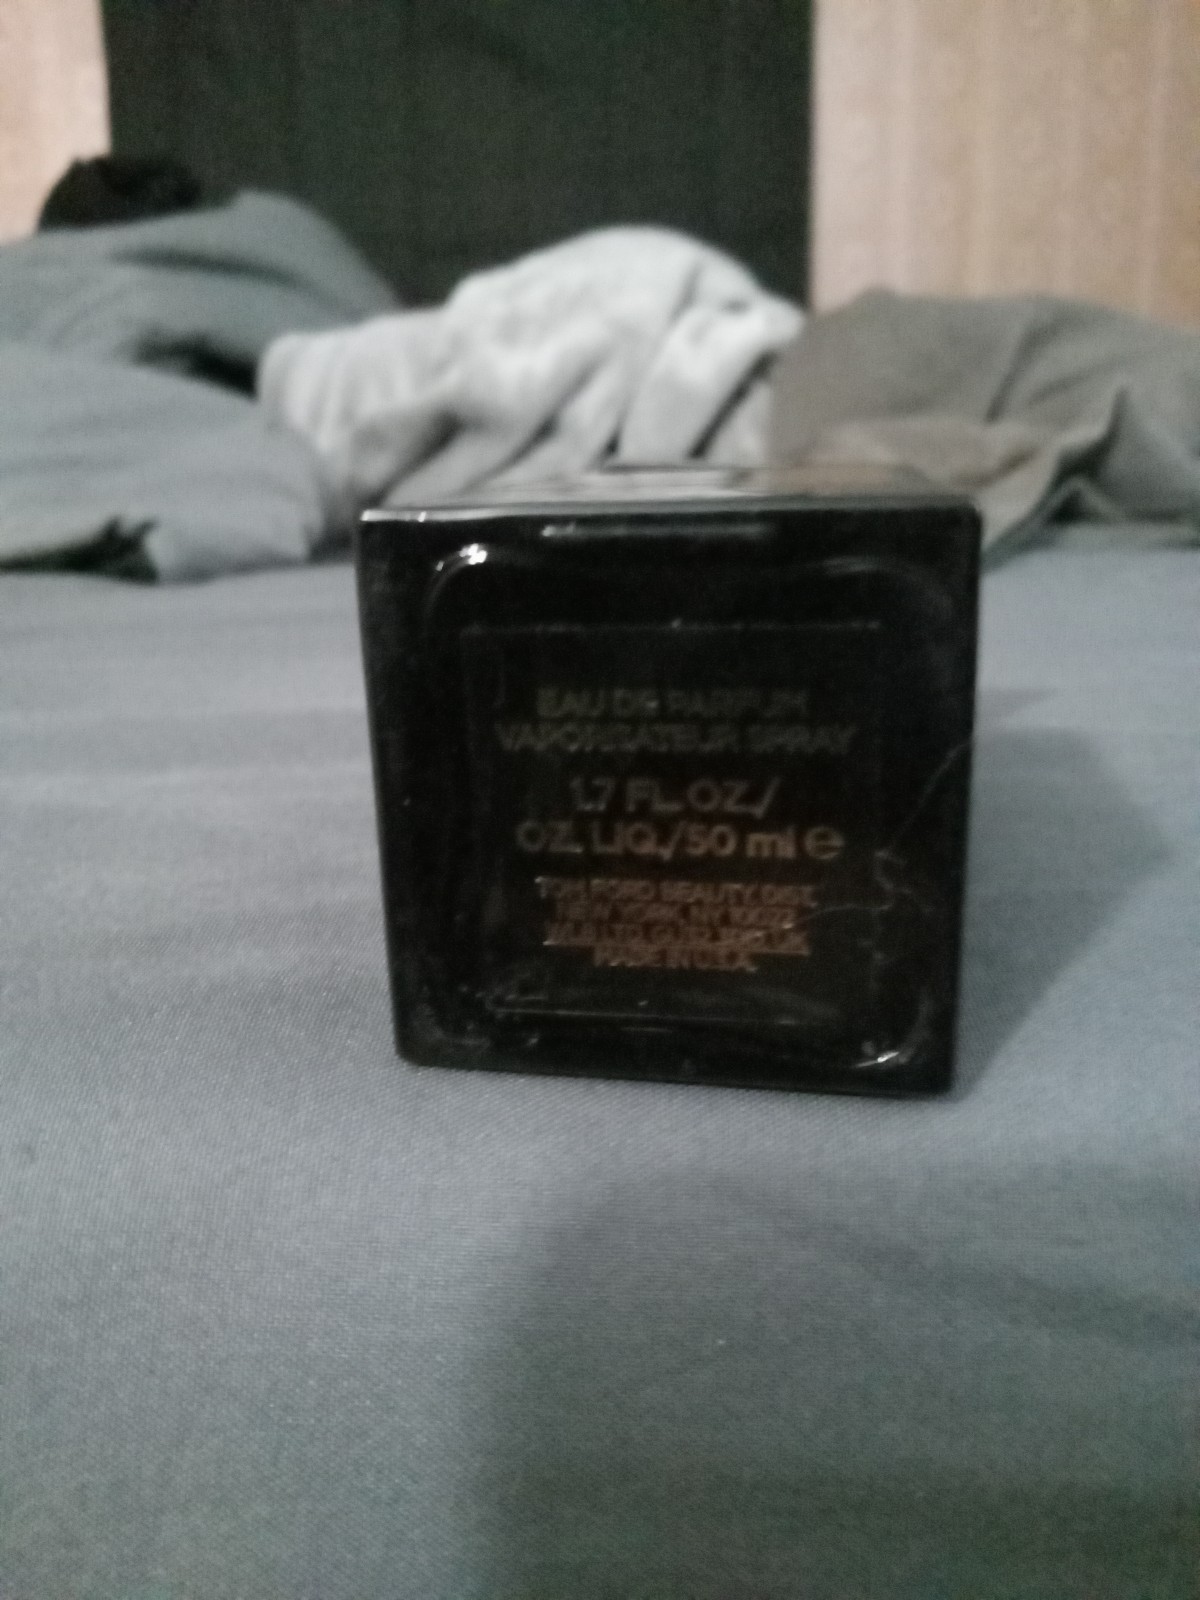 EAU DE PARFUM
VAPORISATEUR SPRAY
1.7 FL.OZ./
OZ. LIQ./50 ml e
TOM FORD BEAUTY, DIST.
NEW YORK, NY 10022
MADE IN U.S.A.